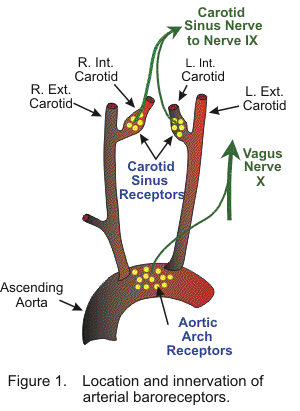 Carotid
Sinus Nerve
to Nerve IX
R. Int.
Carotid
L. Int.
Carotid
R. Ext.
Carotid
L. Ext.
Carotid
Carotid
Sinus
Receptors
Vagus
Nerve
X
Ascending
Aorta
Aortic
Arch
Receptors
Figure 1. Location and innervation of
arterial baroreceptors.